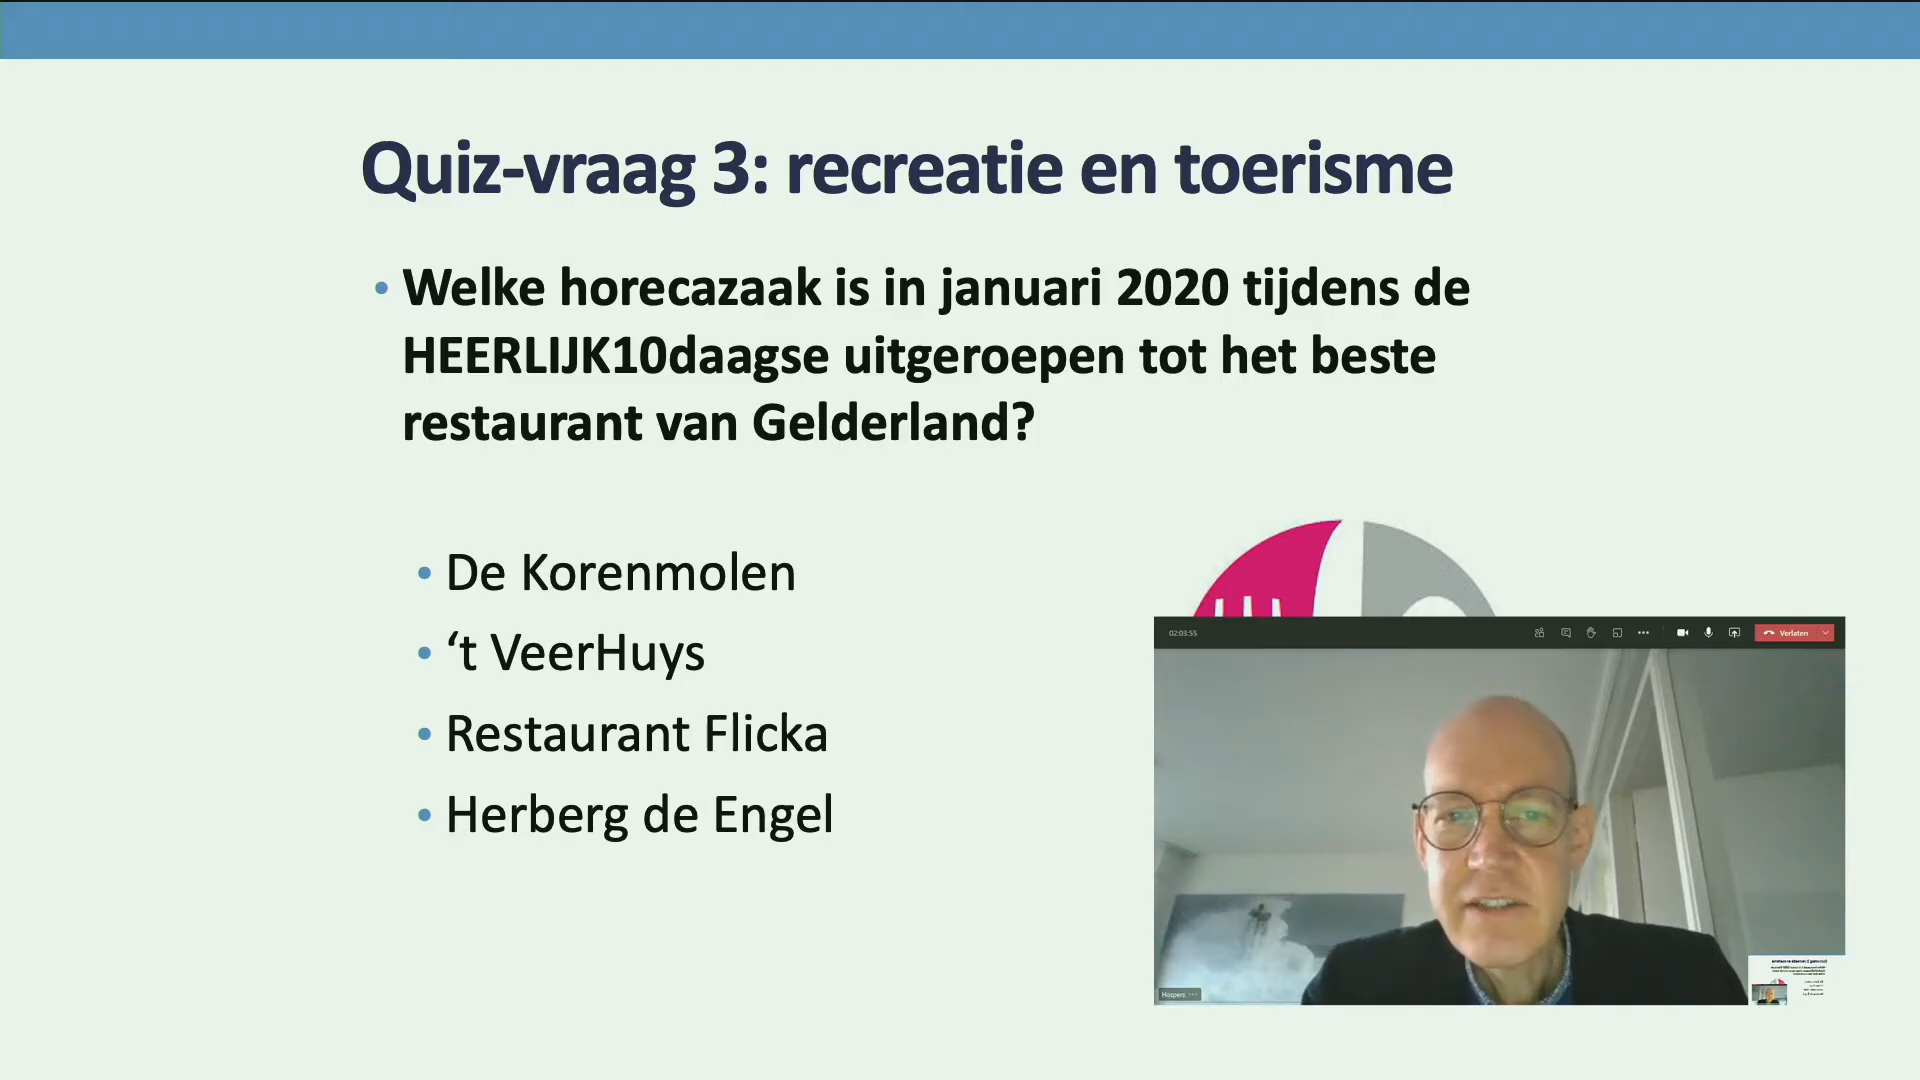 Quiz-vraag 3: recreatie en toerisme
• Welke horecazaak is in januari 2020 tijdens de
HEERLIJK10daagse uitgeroepen tot het beste
restaurant van Gelderland?
• De Korenmolen
• ‘t VeerHuys
• Restaurant Flicka
• Herberg de Engel
02:03:55
Verlaten
Hospers